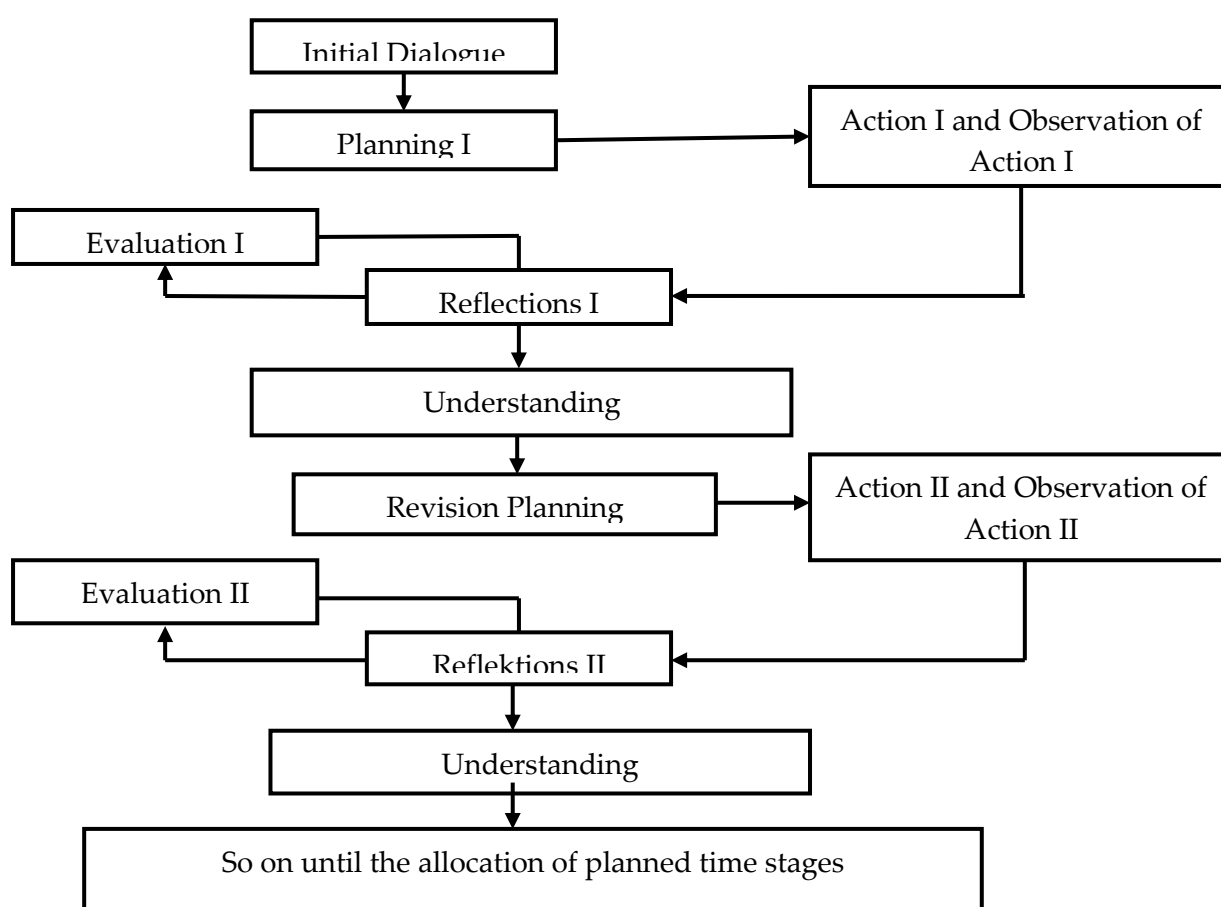 Initial Dialogue
Planning I
Action I and Observation of
Action I
Evaluation I
Reflections I
Understanding
Revision Planning
Action II and Observation of
Action II
Evaluation II
Reflektions II
Understanding
So on until the allocation of planned time stages